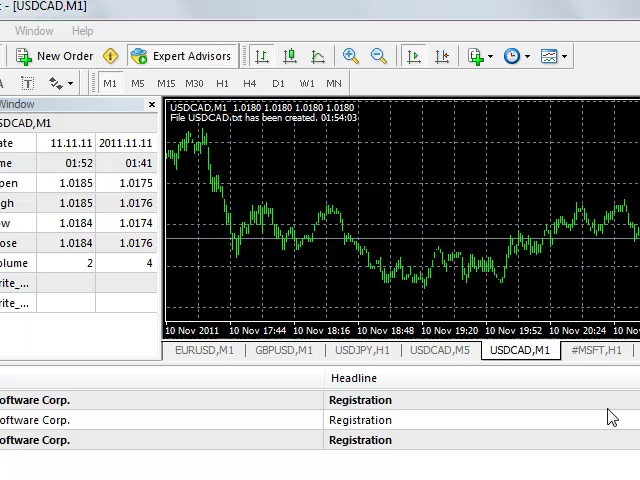 - [USDCAD,M1]
Window Help
New Order Expert Advisors
A T M1 M5 M15 M30 H1 H4 D1 W1 MN
Window ×
SDCAD,M1
ate 11.11.11 2011.11.11
me 01:52 01:41
pen 1.0185 1.0175
igh 1.0185 1.0176
ow 1.0184 1.0174
ose 1.0184 1.0176
olume 2 4
rite_...
rite_...
USDCAD,M1 1.0180 1.0180 1.0180 1.0180
File USDCAD.txt has been created. 01:54:03
10 Nov 2011 10 Nov 17:44 10 Nov 18:16 10 Nov 18:48 10 Nov 19:20 10 Nov 19:52 10 Nov 20:24 10 Nov
EURUSD,M1 GBPUSD,M1 USDJPY,H1 USDCAD,M5 USDCAD,M1 #MSFT,H1
Headline
oftware Corp. Registration
oftware Corp. Registration
oftware Corp. Registration